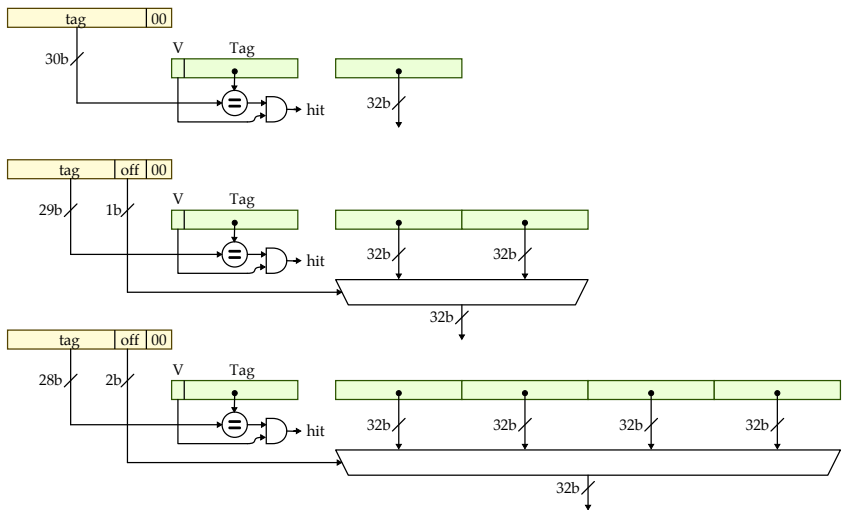 tag 00
30b
V Tag
32b
hit
tag off 00
29b 1b
V Tag
32b 32b
hit
32b
tag off 00
28b 2b
V Tag
32b 32b 32b 32b
hit
32b